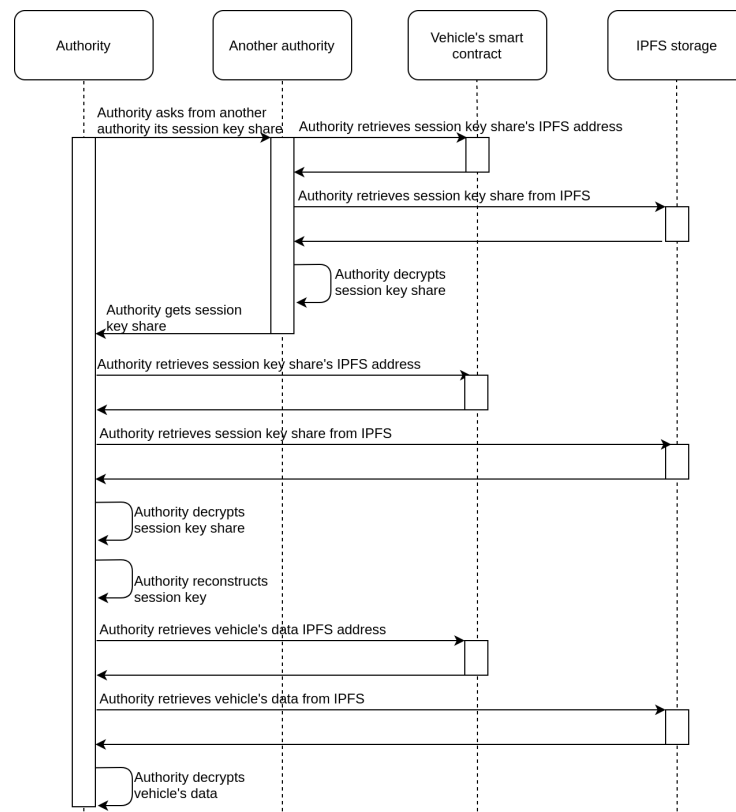 Authority
Another authority
Vehicle's smart
contract
IPFS storage
Authority asks from another
authority its session key share
Authority retrieves session key share's IPFS address
Authority retrieves session key share from IPFS
Authority decrypts
session key share
Authority gets session
key share
Authority retrieves session key share's IPFS address
Authority retrieves session key share from IPFS
Authority decrypts
session key share
Authority reconstructs
session key
Authority retrieves vehicle's data IPFS address
Authority retrieves vehicle's data from IPFS
Authority decrypts
vehicle's data